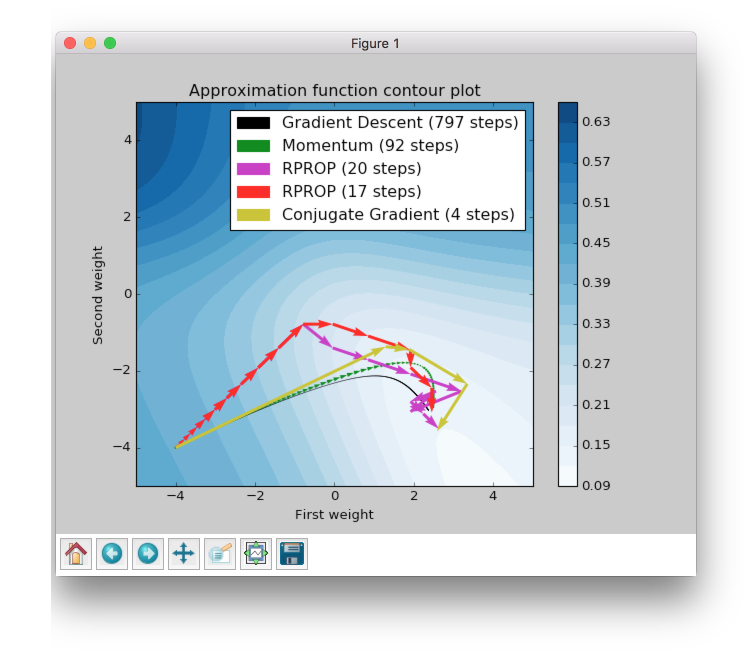 Figure 1
Approximation function contour plot
Gradient Descent (797 steps)
Momentum (92 steps)
RPROP (20 steps)
RPROP (17 steps)
Conjugate Gradient (4 steps)
4
2
0
−2
−4
Second weight
−4 −2 0 2 4
First weight
0.63
0.57
0.51
0.45
0.39
0.33
0.27
0.21
0.15
0.09